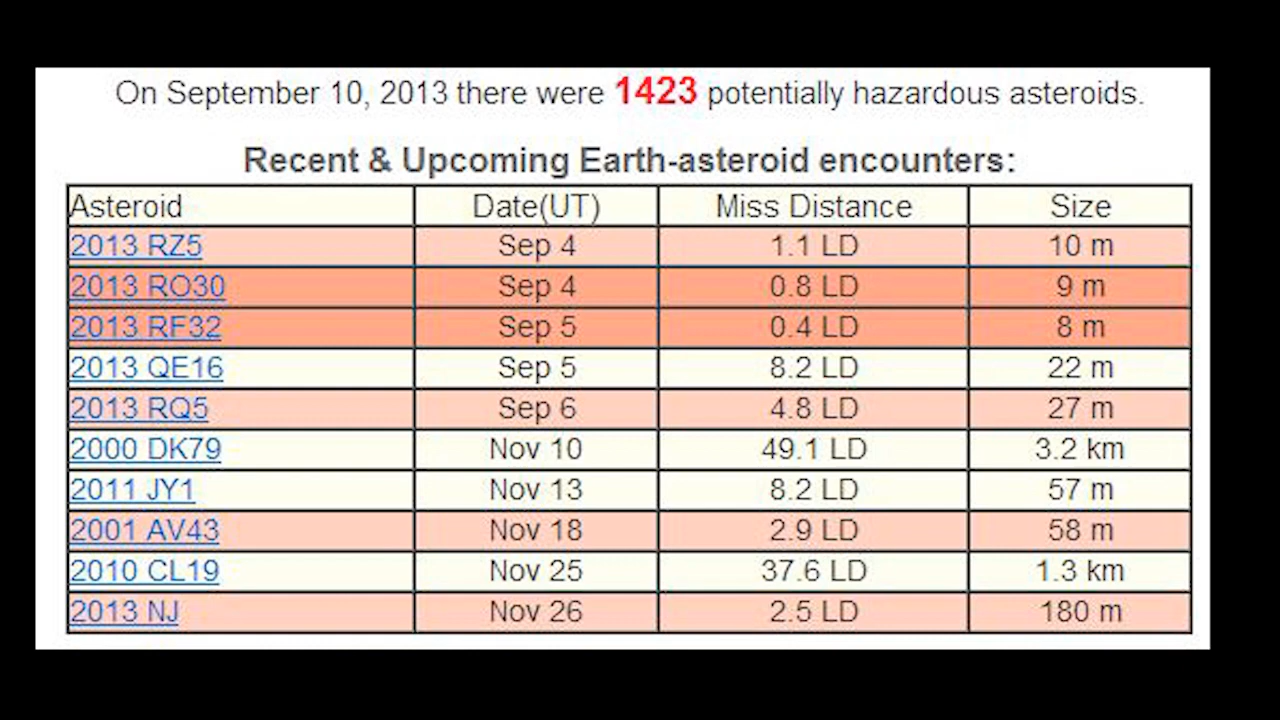 On September 10, 2013 there were 1423 potentially hazardous asteroids.
Recent & Upcoming Earth-asteroid encounters:
Asteroid Date(UT) Miss Distance Size
2013 RZ5 Sep 4 1.1 LD 10 m
2013 RO30 Sep 4 0.8 LD 9 m
2013 RF32 Sep 5 0.4 LD 8 m
2013 QE16 Sep 5 8.2 LD 22 m
2013 RQ5 Sep 6 4.8 LD 27 m
2000 DK79 Nov 10 49.1 LD 3.2 km
2011 JY1 Nov 13 8.2 LD 57 m
2001 AV43 Nov 18 2.9 LD 58 m
2010 CL19 Nov 25 37.6 LD 1.3 km
2013 NJ Nov 26 2.5 LD 180 m